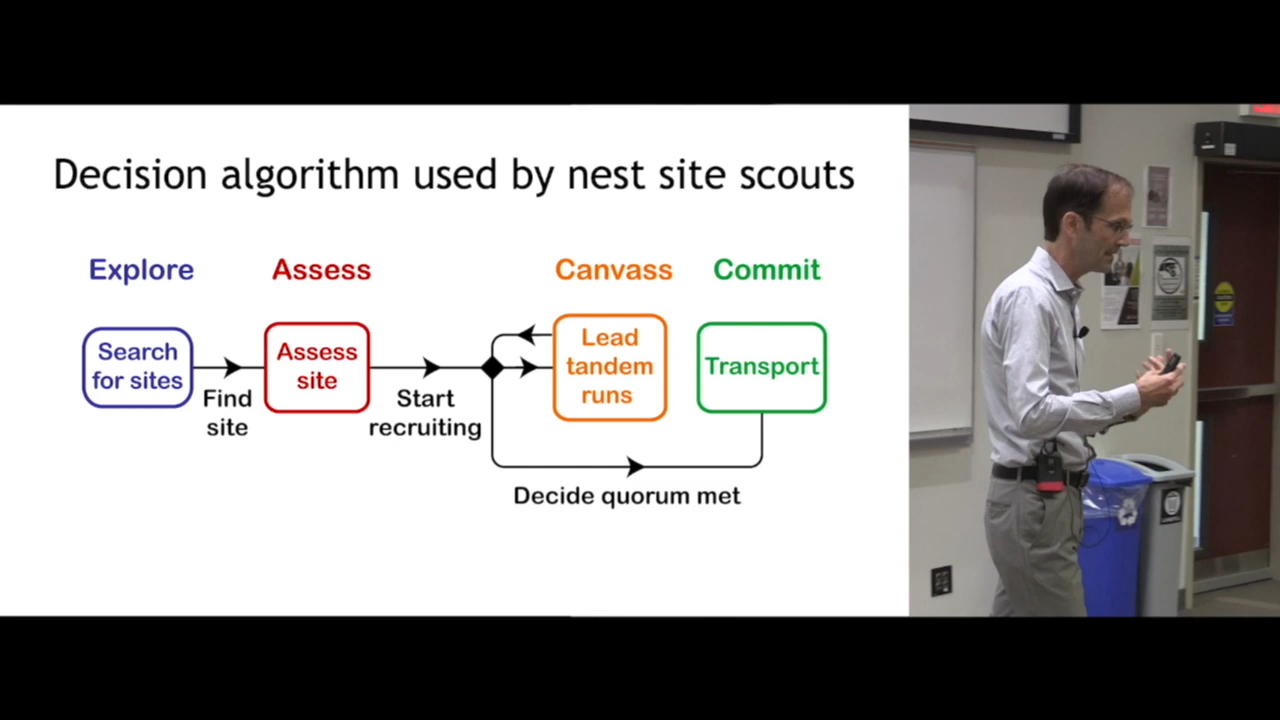 Decision algorithm used by nest site scouts
Explore
Assess
Canvass
Commit
Search
for sites
Find
site
Assess
site
Start
recruiting
Lead
tandem
runs
Transport
Decide quorum met